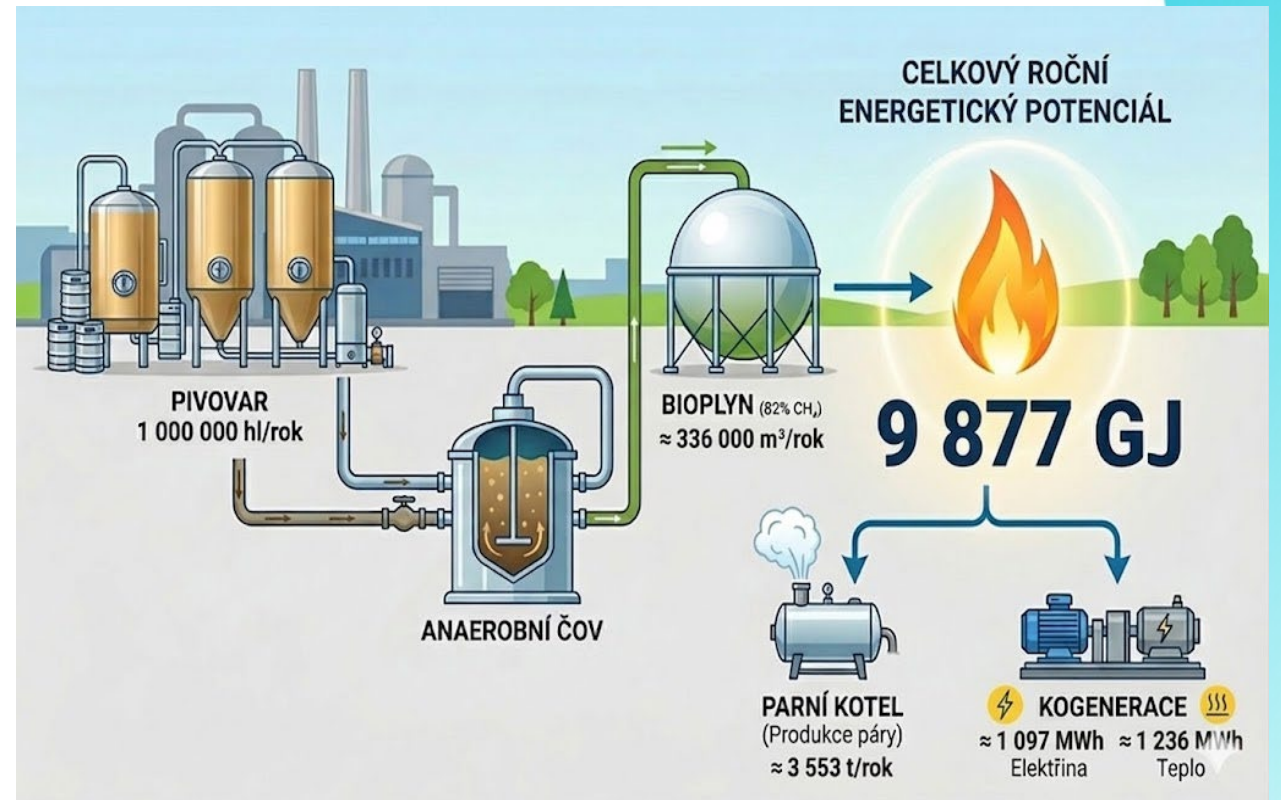 CELKOVÝ ROČNÍ
ENERGETICKÝ POTENCIÁL
PIVOVAR
1 000 000 hl/rok
BIOPLYN (82% CH₄)
≈ 336 000 m³/rok
9 877 GJ
ANAEROBNÍ ČOV
PARNÍ KOTEL
(Produkce páry)
≈ 3 553 t/rok
KOGENERACE
≈ 1 097 MWh ≈ 1 236 MWh
Elektřina Teplo